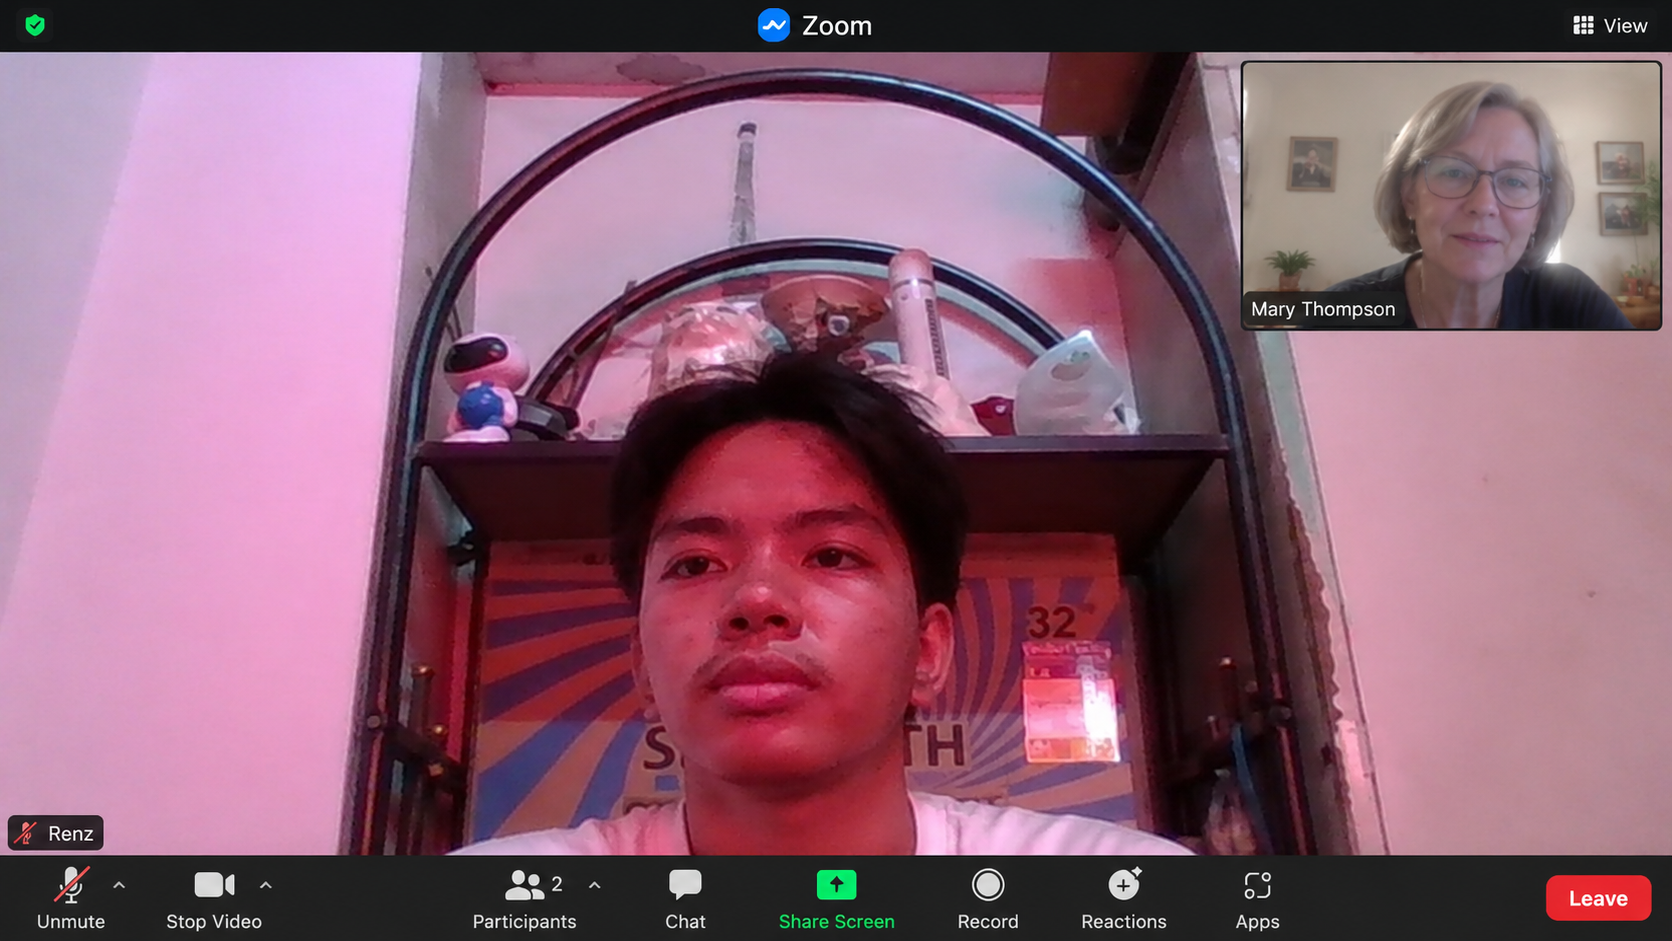 Zoom
View
Mary Thompson
32
TH
Renz
Unmute
Stop Video
Participants
2
Chat
Share Screen
Record
Reactions
Apps
Leave